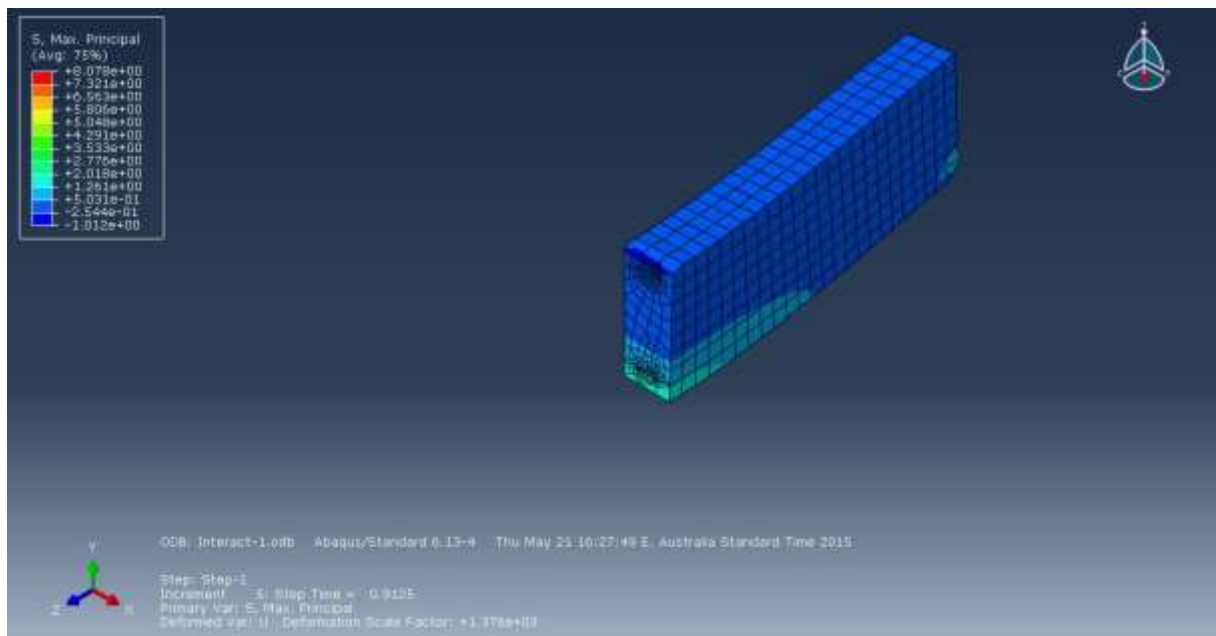 S, Max. Principal
(Avg: 75%)
+8.078e+00
+7.321e+00
+6.563e+00
+5.806e+00
+5.048e+00
+4.291e+00
+3.533e+00
+2.776e+00
+2.018e+00
+1.261e+00
+5.031e-01
-2.544e-01
-1.012e+00
Y
Z
X
ODB: Interact-1.odb Abaqus/Standard 6.13-4 Thu May 21 16:27:49 E. Australia Standard Time 2015
Step: Step-1
Increment 5: Step Time = 0.9125
Primary Var: S, Max. Principal
Deformed Var: U Deformation Scale Factor: +1.376e+03